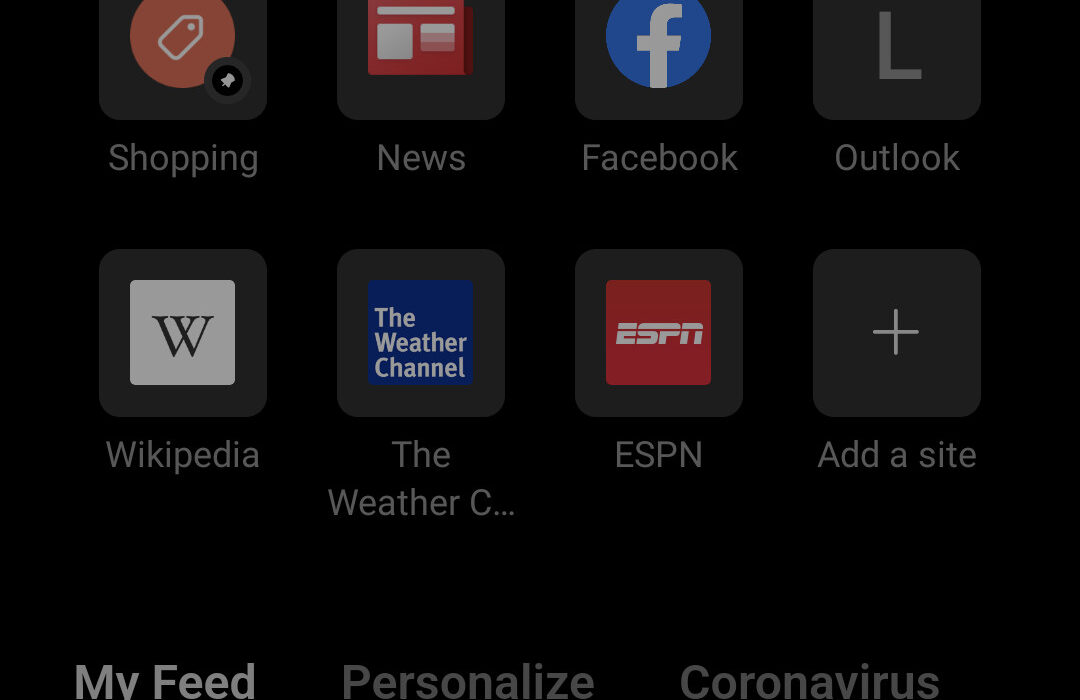 L
Shopping News Facebook Outlook
W The Weather Channel ESPN
Wikipedia The Weather C... ESPN Add a site
My Feed Personalize Coronavirus